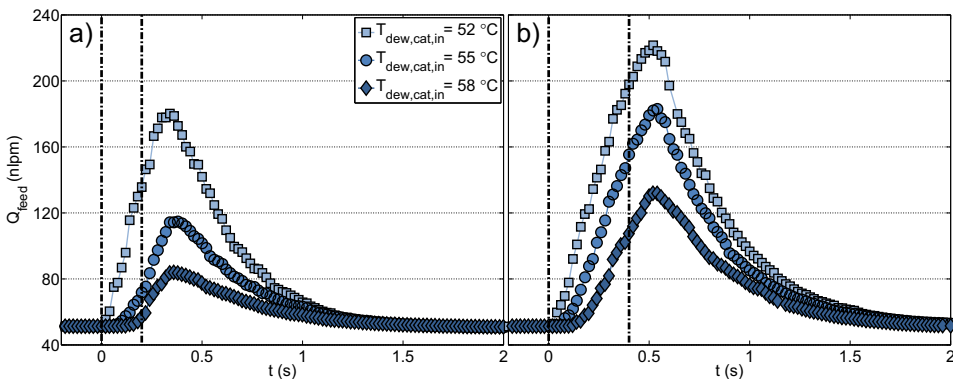 240
200
160
120
80
40
Q_feed (nlpm)
a)
T_dew,cat,in = 52 °C
T_dew,cat,in = 55 °C
T_dew,cat,in = 58 °C
b)
0 0.5 1 1.5 2
0 0.5 1 1.5 2
t (s)
t (s)